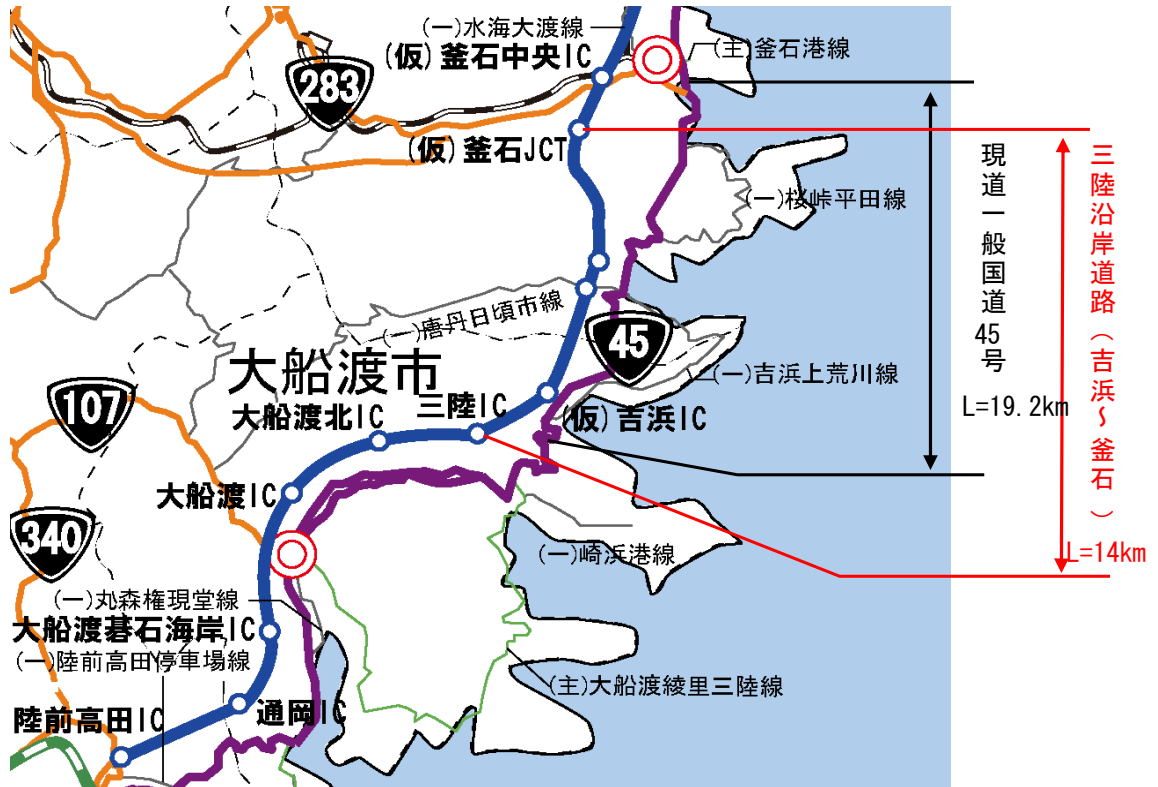 (一)水海大渡線
(仮)釜石中央IC
(主)釜石港線
283
(仮)釜石JCT
(一)桜峠平田線
現道一般国道45号
L=19.2km
三陸沿岸道路(吉浜~釜石)
L=14km
(一)唐丹日頃市線
45
大船渡市
(一)吉浜上荒川線
107
大船渡北IC
三陸IC
(仮)吉浜IC
大船渡IC
340
(一)崎浜港線
(一)丸森権現堂線
大船渡碁石海岸IC
(一)陸前高田停車場線
(主)大船渡綾里三陸線
通岡IC
陸前高田IC